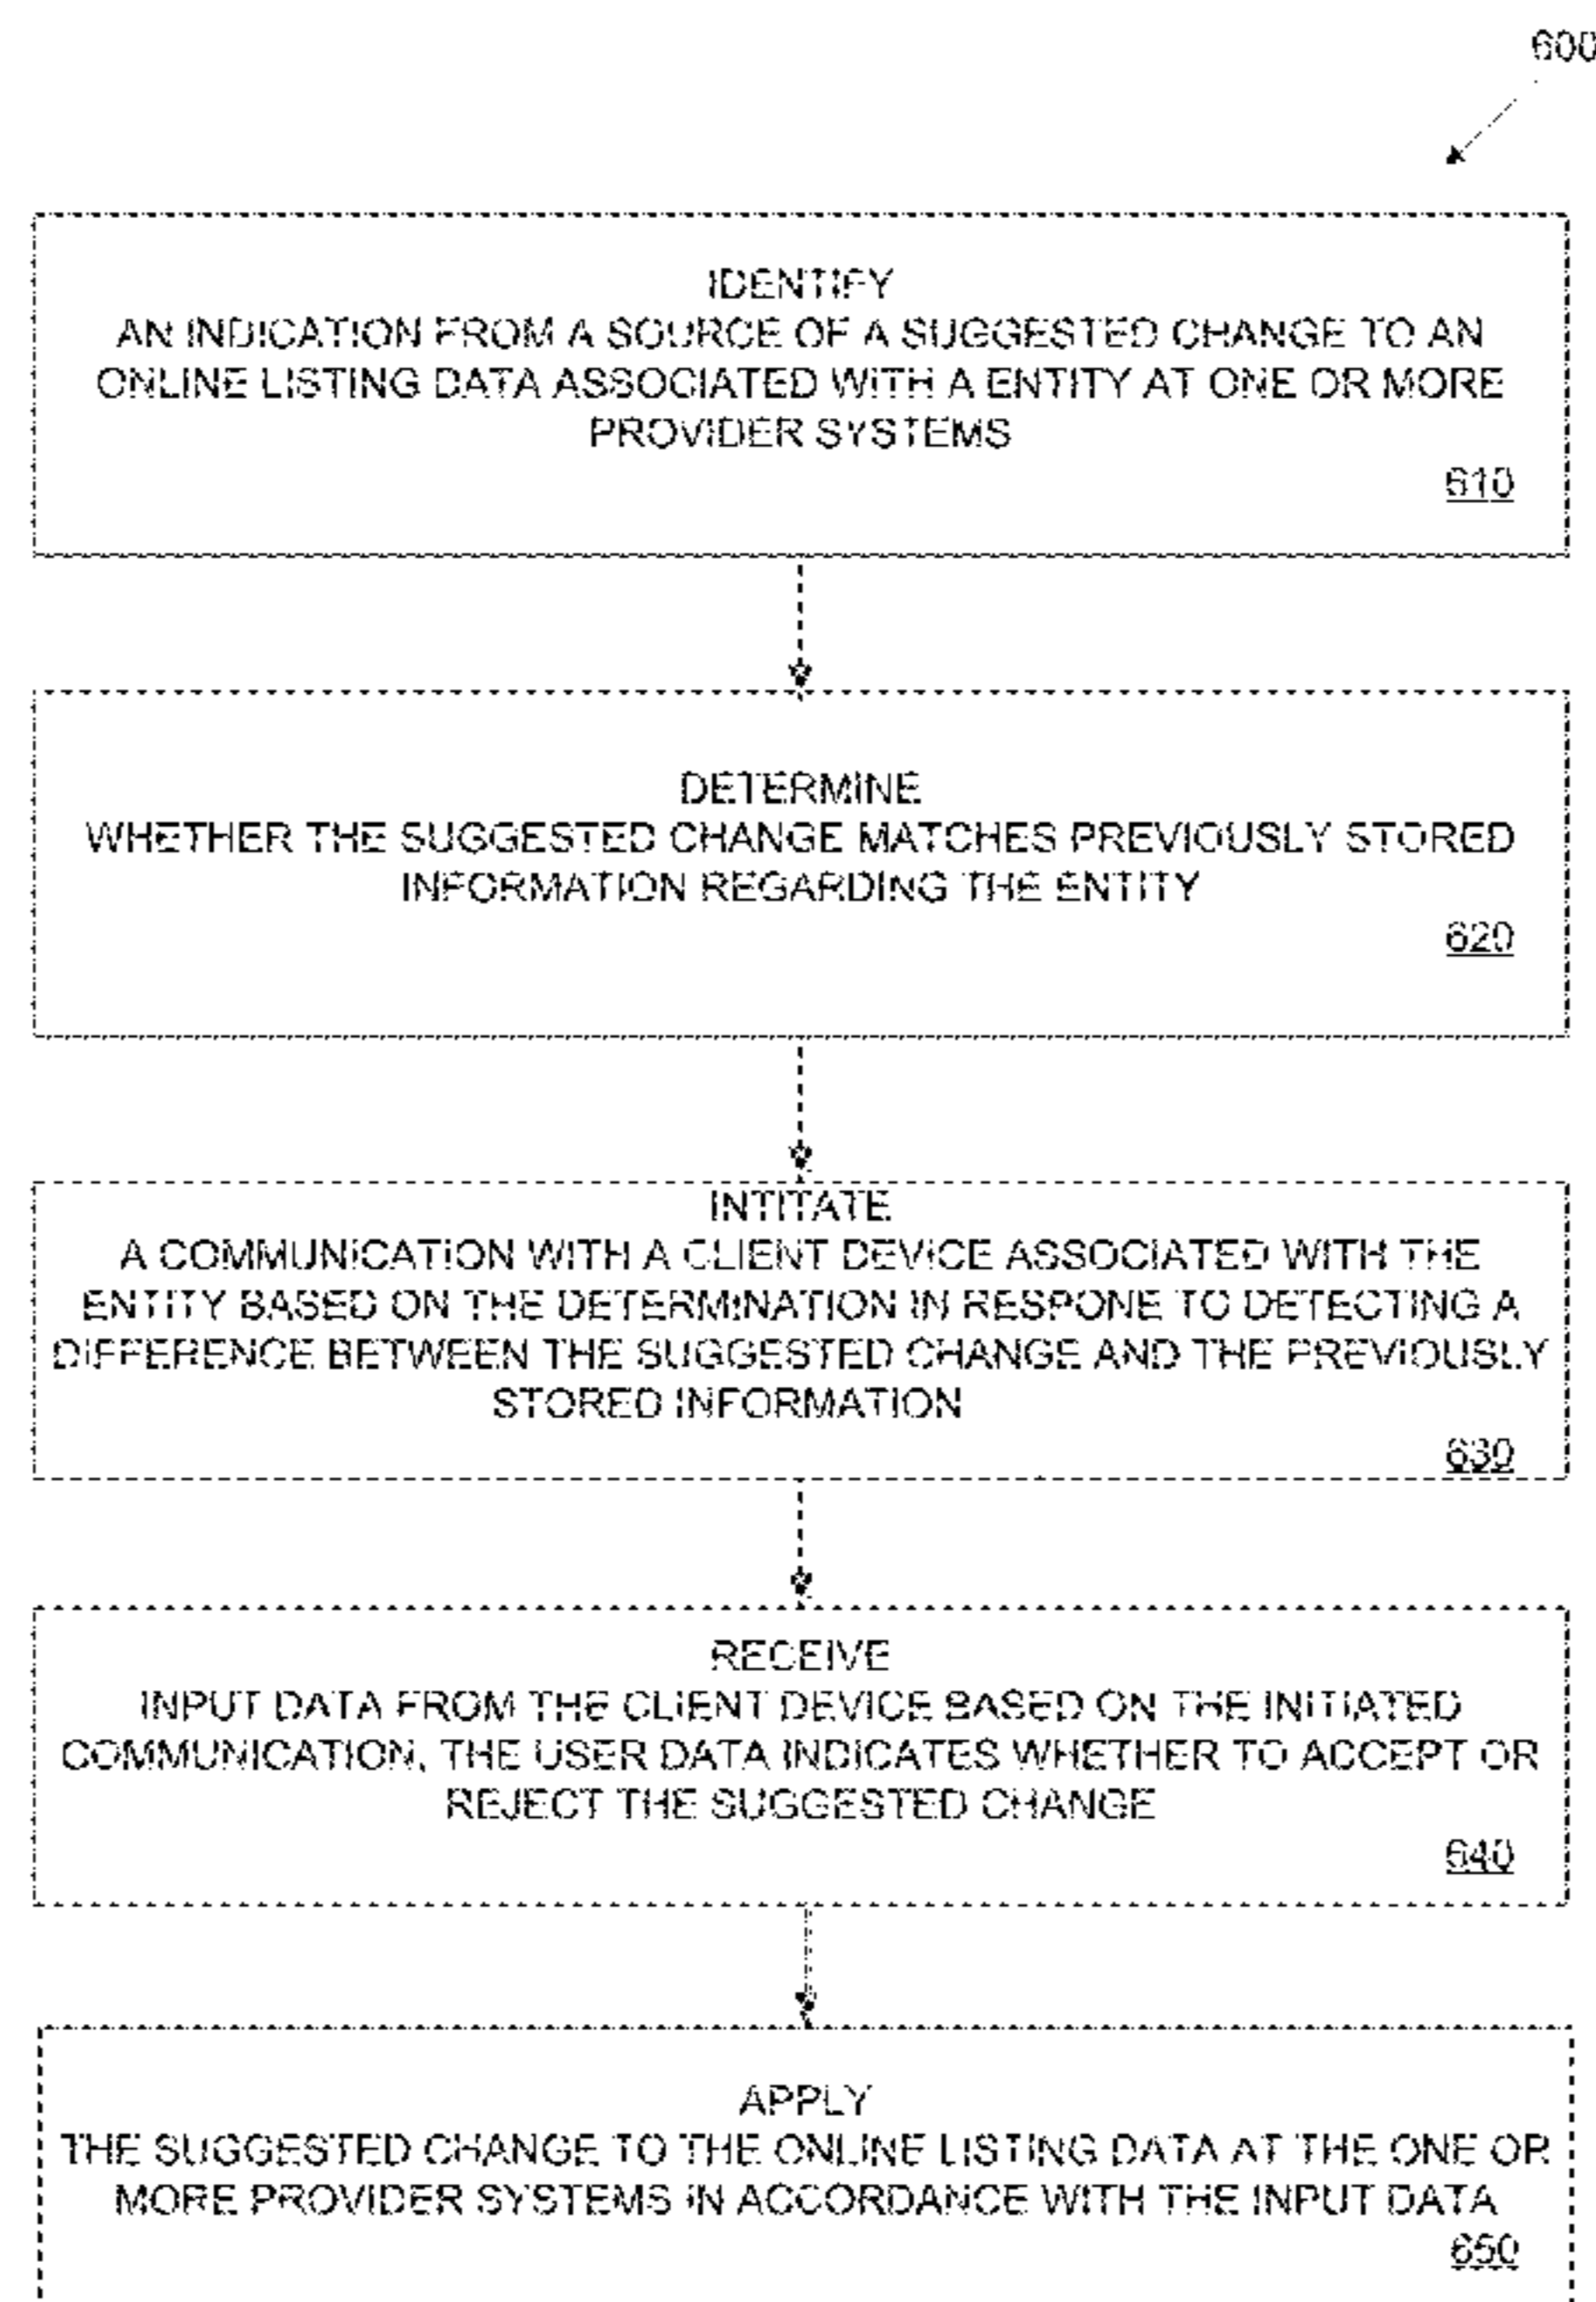 600
IDENTIFY
AN INDICATION FROM A SOURCE OF A SUGGESTED CHANGE TO AN
ONLINE LISTING DATA ASSOCIATED WITH A ENTITY AT ONE OR MORE
PROVIDER SYSTEMS
610
DETERMINE
WHETHER THE SUGGESTED CHANGE MATCHES PREVIOUSLY STORED
INFORMATION REGARDING THE ENTITY
620
INTITATE
A COMMUNICATION WITH A CLIENT DEVICE ASSOCIATED WITH THE
ENTITY BASED ON THE DETERMINATION IN RESPONE TO DETECTING A
DIFFERENCE BETWEEN THE SUGGESTED CHANGE AND THE PREVIOUSLY
STORED INFORMATION
630
RECEIVE
INPUT DATA FROM THE CLIENT DEVICE BASED ON THE INITIATED
COMMUNICATION, THE USER DATA INDICATES WHETHER TO ACCEPT OR
REJECT THE SUGGESTED CHANGE
640
APPLY
THE SUGGESTED CHANGE TO THE ONLINE LISTING DATA AT THE ONE OR
MORE PROVIDER SYSTEMS IN ACCORDANCE WITH THE INPUT DATA
650